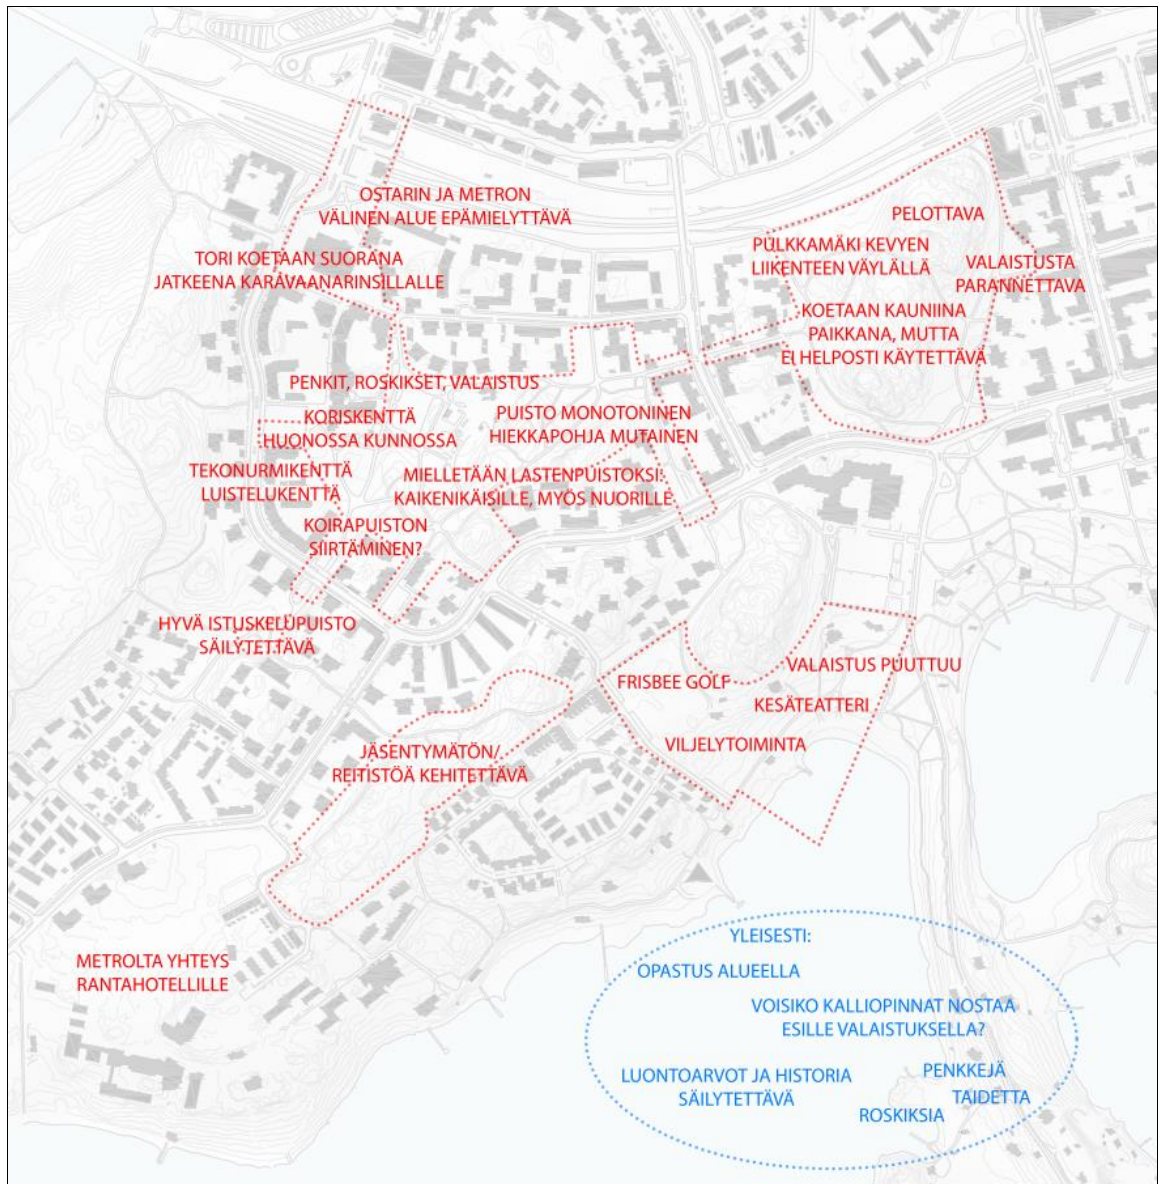 OSTARIN JA METRON
VÄLINEN ALUE EPÄMIELYTTÄVÄ
TORI KOETAAN SUORANA
JATKEENA KARAVAANARINSILLALLE
PELOTTAVA
PULKKAMÄKI KEVYEN
LIIKENTEEN VÄYLÄLLÄ
VALAISTUSTA
PARANNETTAVA
KOETAAN KAUNIINA
PAIKKANA, MUTTA
EI HELPOSTI KÄYTETTÄVÄ
PENKIT, ROSKIKSET, VALAISTUS
KORISKENTTÄ
HUONOSSA KUNNOSSA
PUISTO MONOTONINEN
HIEKKAPOHJA MUTAINEN
TEKONURMIKENTTÄ
LUISTELUKENTTÄ
MIELLETÄÄN LASTENPUISTOKSI:
KAIKENIKÄISILLE, MYÖS NUORILLE
KOIRAPUISTON
SIIRTÄMINEN?
HYVÄ ISTUSKELUPUISTO
SÄILYTETTÄVÄ
VALAISTUS PUUTTUU
FRISBEE GOLF
KESÄTEATTERI
VILJELYTOIMINTA
JÄSENTYMÄTÖN/
REITISTÖÄ KEHITETTÄVÄ
METROLTA YHTEYS
RANTAHOTELLILLE
YLEISESTI:
OPASTUS ALUEELLA
VOISIKO KALLIOPINNAT NOSTAA
ESILLE VALAISTUKSELLA?
LUONTOARVOT JA HISTORIA
SÄILYTETTÄVÄ
PENKKEJÄ
TAIDETTA
ROSKIKSIA